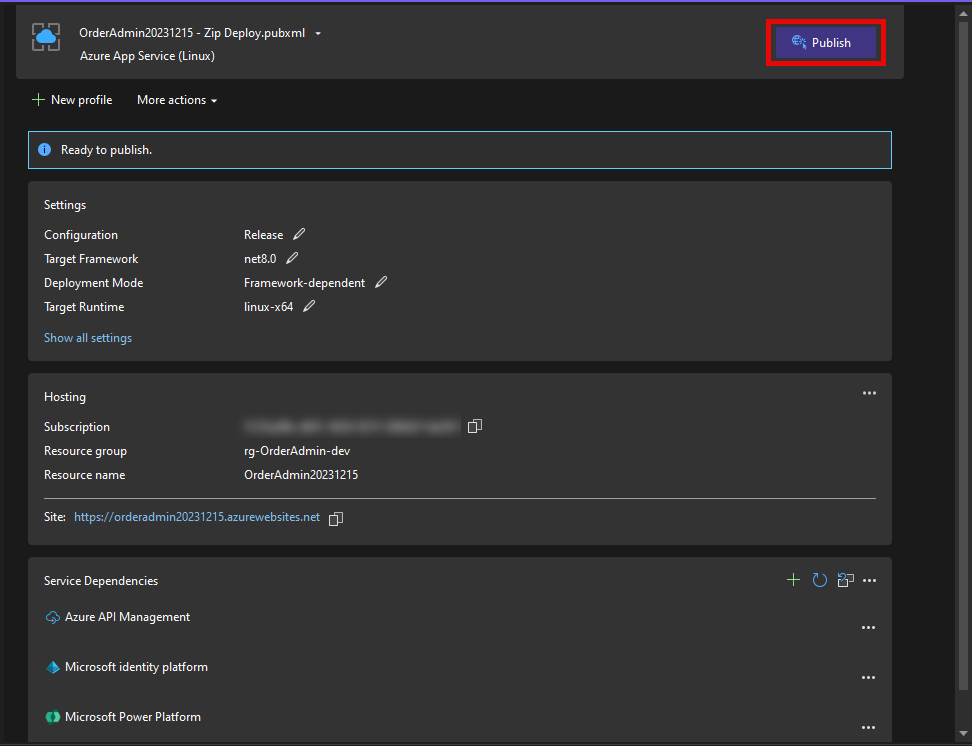 OrderAdmin20231215 - Zip Deploy.pubxml
Azure App Service (Linux)
Publish
New profile More actions
Ready to publish.
Settings
Configuration Release
Target Framework net8.0
Deployment Mode Framework-dependent
Target Runtime linux-x64
Show all settings
Hosting
Subscription
Resource group rg-OrderAdmin-dev
Resource name OrderAdmin20231215
Site: https://orderadmin20231215.azurewebsites.net
Service Dependencies
Azure API Management
Microsoft identity platform
Microsoft Power Platform